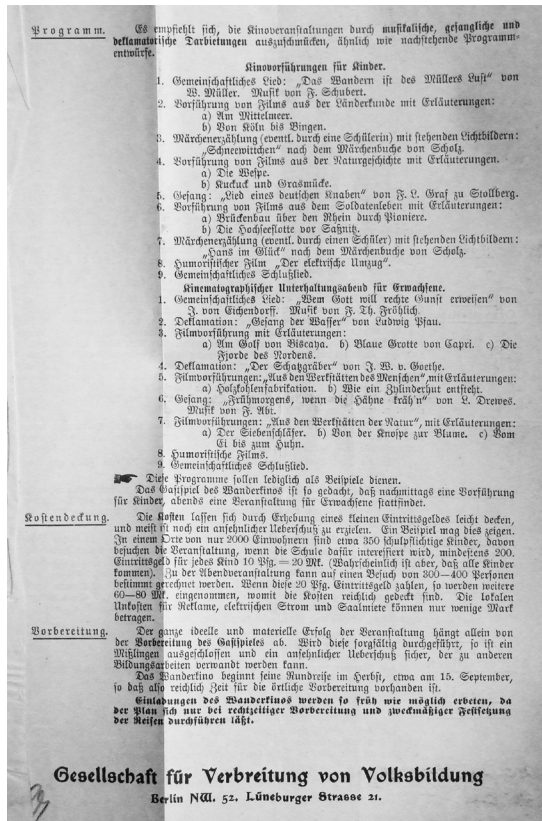 Programm.
Es empfiehlt sich, die Kinoveranstaltungen durch musikalische, gesangliche und
deklamatorische Darbietungen auszuschmücken, ähnlich wie nachstehende Programm-
entwürfe.
Kinovorführungen für Kinder.
1. Gemeinschaftliches Lied: „Das Wandern ist des Müllers Lust“ von
W. Müller. Musik von F. Schubert.
2. Vorführung von Films aus der Länderkunde mit Erläuterungen:
a) Am Mittelmeer.
b) Von Köln bis Bingen.
3. Märchenerzählung (eventl. durch eine Schülerin) mit stehenden Lichtbildern:
„Schneewittchen“ nach dem Märchenbuche von Scholz.
4. Vorführung von Films aus der Naturgeschichte mit Erläuterungen.
a) Die Wespe.
b) Kuckuck und Grasmücke.
5. Gesang: „Lied eines deutschen Knaben“ von F. L. Graf zu Stollberg.
6. Vorführung von Films aus dem Soldatenleben mit Erläuterungen:
a) Brückenbau über den Rhein durch Pioniere.
b) Die Hochseeflotte vor Saßnitz.
7. Märchenerzählung (eventl. durch einen Schüler) mit stehenden Lichtbildern:
„Hans im Glück“ nach dem Märchenbuche von Scholz.
8. Humoristischer Film „Der elektrische Umzug“.
9. Gemeinschaftliches Schlußlied.
Kinematographischer Unterhaltungsabend für Erwachsene.
1. Gemeinschaftliches Lied: „Wem Gott will rechte Gunst erweisen“ von
J. von Eichendorff. Musik von F. Th. Fröhlich.
2. Deklamation: „Gesang der Wasser“ von Ludwig Pfau.
3. Filmvorführung mit Erläuterungen:
a) Am Golf von Biscaya. b) Blaue Grotte von Capri. c) Die
Fjorde des Nordens.
4. Deklamation: „Der Schatzgräber“ von J. W. v. Goethe.
5. Filmvorführungen: „Aus den Werkstätten des Menschen“, mit Erläuterungen:
a) Holzkohlenfabrikation. b) Wie ein Zylinderhut entsteht.
6. Gesang: „Frühmorgens, wenn die Hähne kräh'n“ von L. Drewes.
Musik von F. Abt.
7. Filmvorführungen: „Aus den Werkstätten der Natur“, mit Erläuterungen:
a) Der Siebenschläfer. b) Von der Knospe zur Blume. c) Vom
Ei bis zum Huhn.
8. Humoristische Films.
9. Gemeinschaftliches Schlußlied.
Diese Programme sollen lediglich als Beispiele dienen.
Das Gastspiel des Wanderkinos ist so gedacht, daß nachmittags eine Vorführung
für Kinder, abends eine Veranstaltung für Erwachsene stattfindet.
Kostendeckung.
Die Kosten lassen sich durch Erhebung eines kleinen Eintrittsgeldes leicht decken,
und meist ist noch ein ansehnlicher Ueberschuß zu erzielen. Ein Beispiel mag dies zeigen.
In einem Orte von nur 2000 Einwohnern sind etwa 350 schulpflichtige Kinder, davon
besuchen die Veranstaltung, wenn die Schule dafür interessiert wird, mindestens 200.
Eintrittsgeld für jedes Kind 10 Pfg. = 20 Mk. (Wahrscheinlich ist aber, daß alle Kinder
kommen). Zu der Abendveranstaltung kann auf einen Besuch von 300—400 Personen
bestimmt gerechnet werden. Wenn diese 20 Pfg. Eintrittsgeld zahlen, so werden weitere
60—80 Mk. eingenommen, womit die Kosten reichlich gedeckt sind. Die lokalen
Unkosten für Reklame, elektrischen Strom und Saalmiete können nur wenige Mark
betragen.
Vorbereitung.
Der ganze ideelle und materielle Erfolg der Veranstaltung hängt allein von
der Vorbereitung des Gastspieles ab. Wird diese sorgfältig durchgeführt, so ist ein
Mißlingen ausgeschlossen und ein ansehnlicher Ueberschuß sicher, der zu anderen
Bildungsarbeiten verwandt werden kann.
Das Wanderkino beginnt seine Rundreise im Herbst, etwa am 15. September,
so daß also reichlich Zeit für die örtliche Vorbereitung vorhanden ist.
Einladungen des Wanderkinos werden so früh wie möglich erbeten, da
der Plan sich nur bei rechtzeitiger Vorbereitung und zweckmäßiger Festsetzung
der Reisen durchführen läßt.
Gesellschaft für Verbreitung von Volksbildung
Berlin NW. 52. Lüneburger Strasse 21.